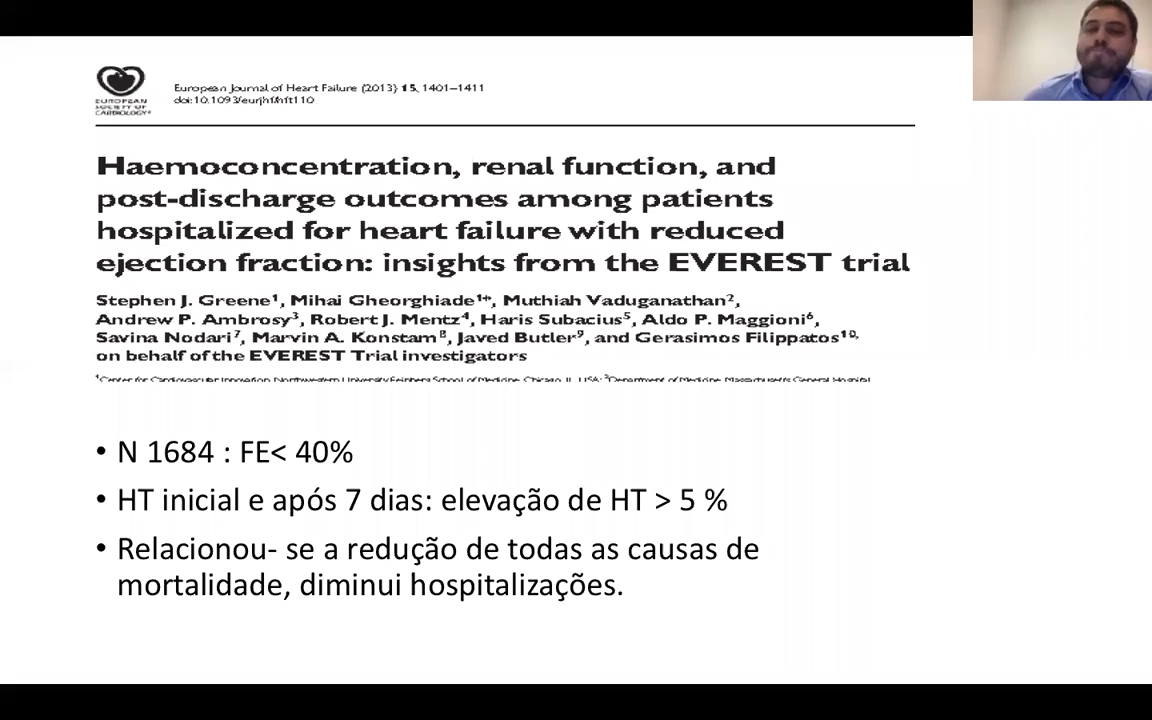 EUROPEAN
SOCIETY OF
CARDIOLOGY®
European Journal of Heart Failure (2013) 15, 1401–1411
doi:10.1093/eurjhf/hft110
Haemoconcentration, renal function, and
post-discharge outcomes among patients
hospitalized for heart failure with reduced
ejection fraction: insights from the EVEREST trial
Stephen J. Greene1, Mihai Gheorghiade1*, Muthiah Vaduganathan2,
Andrew P. Ambrosy3, Robert J. Mentz4, Haris Subacius5, Aldo P. Maggioni6,
Savina Nodari7, Marvin A. Konstam8, Javed Butler9, and Gerasimos Filippatos10,
on behalf of the EVEREST Trial investigators
1Center for Cardiovascular Innovation, Northwestern University Feinberg School of Medicine, Chicago, IL, USA; 2Department of Medicine, Massachusetts General Hospital
• N 1684 : FE< 40%
• HT inicial e após 7 dias: elevação de HT > 5 %
• Relacionou- se a redução de todas as causas de
mortalidade, diminui hospitalizações.